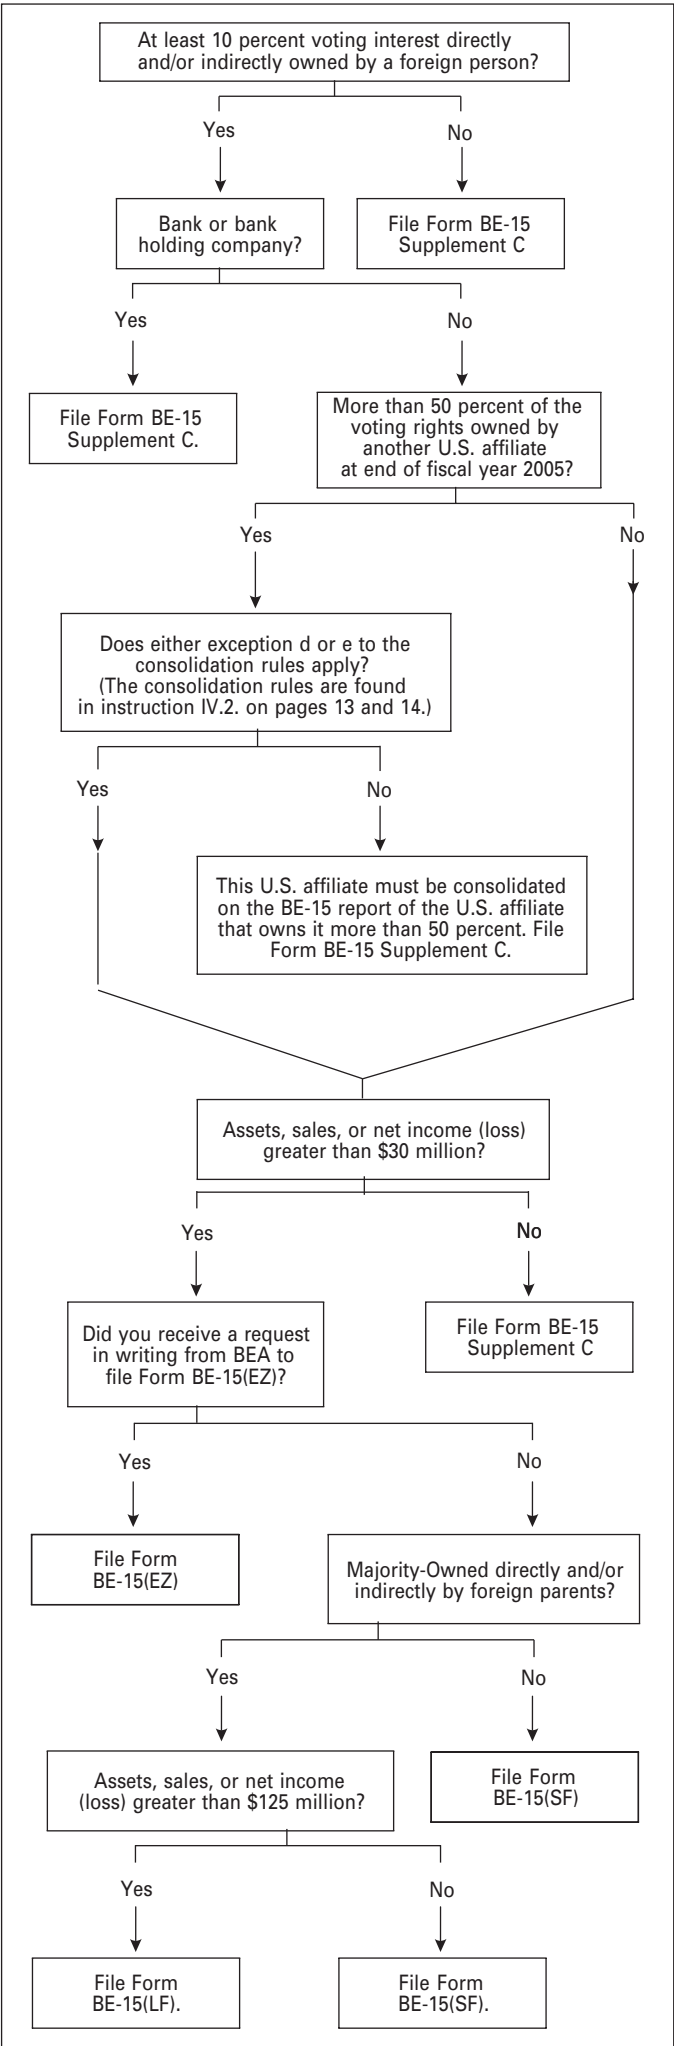 At least 10 percent voting interest directly
and/or indirectly owned by a foreign person?
Yes
No
Bank or bank
holding company?
File Form BE-15
Supplement C
Yes
No
File Form BE-15
Supplement C.
More than 50 percent of the
voting rights owned by
another U.S. affiliate
at end of fiscal year 2005?
Yes
No
Does either exception d or e to the
consolidation rules apply?
(The consolidation rules are found
in instruction IV.2. on pages 13 and 14.)
Yes
No
This U.S. affiliate must be consolidated
on the BE-15 report of the U.S. affiliate
that owns it more than 50 percent. File
Form BE-15 Supplement C.
Assets, sales, or net income (loss)
greater than $30 million?
Yes
No
Did you receive a request
in writing from BEA to
file Form BE-15(EZ)?
File Form BE-15
Supplement C
Yes
No
File Form
BE-15(EZ)
Majority-Owned directly and/or
indirectly by foreign parents?
Yes
No
Assets, sales, or net income
(loss) greater than $125 million?
File Form
BE-15(SF)
Yes
No
File Form
BE-15(LF).
File Form
BE-15(SF).